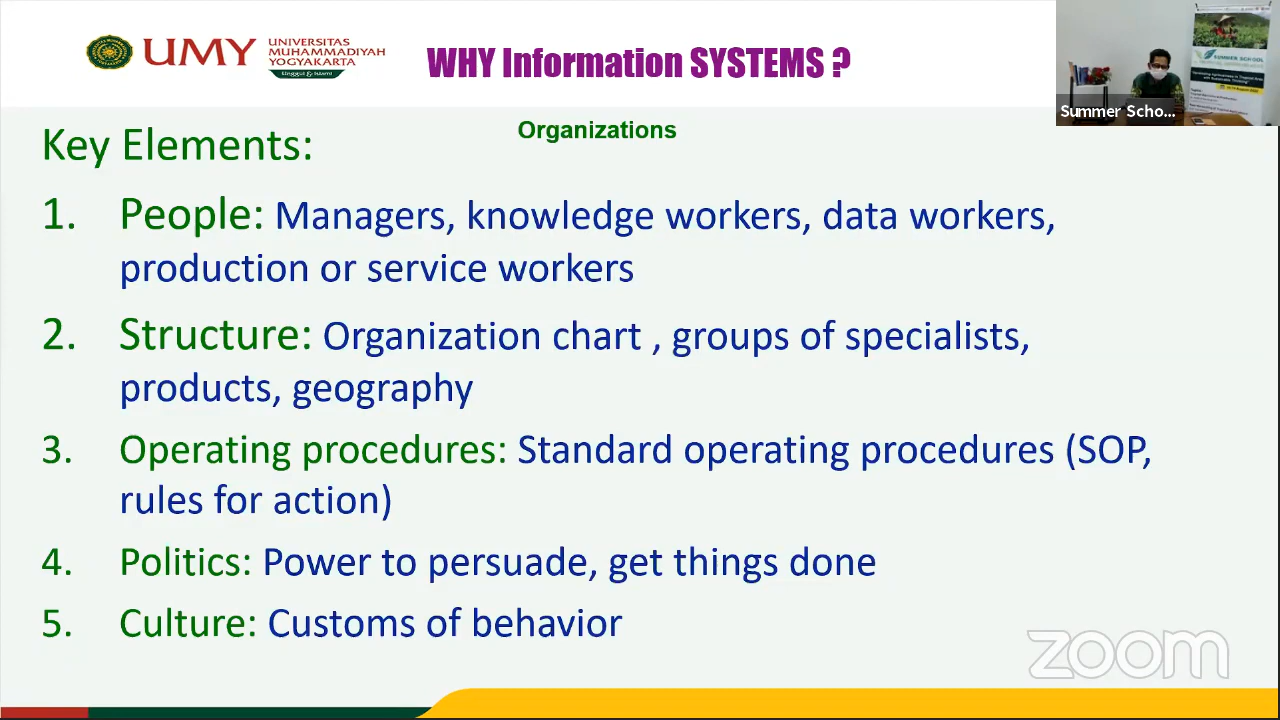 UMY
UNIVERSITAS
MUHAMMADIYAH
YOGYAKARTA
Unggul & Islami
WHY Information SYSTEMS ?
SUMMER SCHOOL
Summer Scho...
Organizations
Key Elements:
1. People: Managers, knowledge workers, data workers,
production or service workers
2. Structure: Organization chart , groups of specialists,
products, geography
3. Operating procedures: Standard operating procedures (SOP,
rules for action)
4. Politics: Power to persuade, get things done
5. Culture: Customs of behavior
zoom